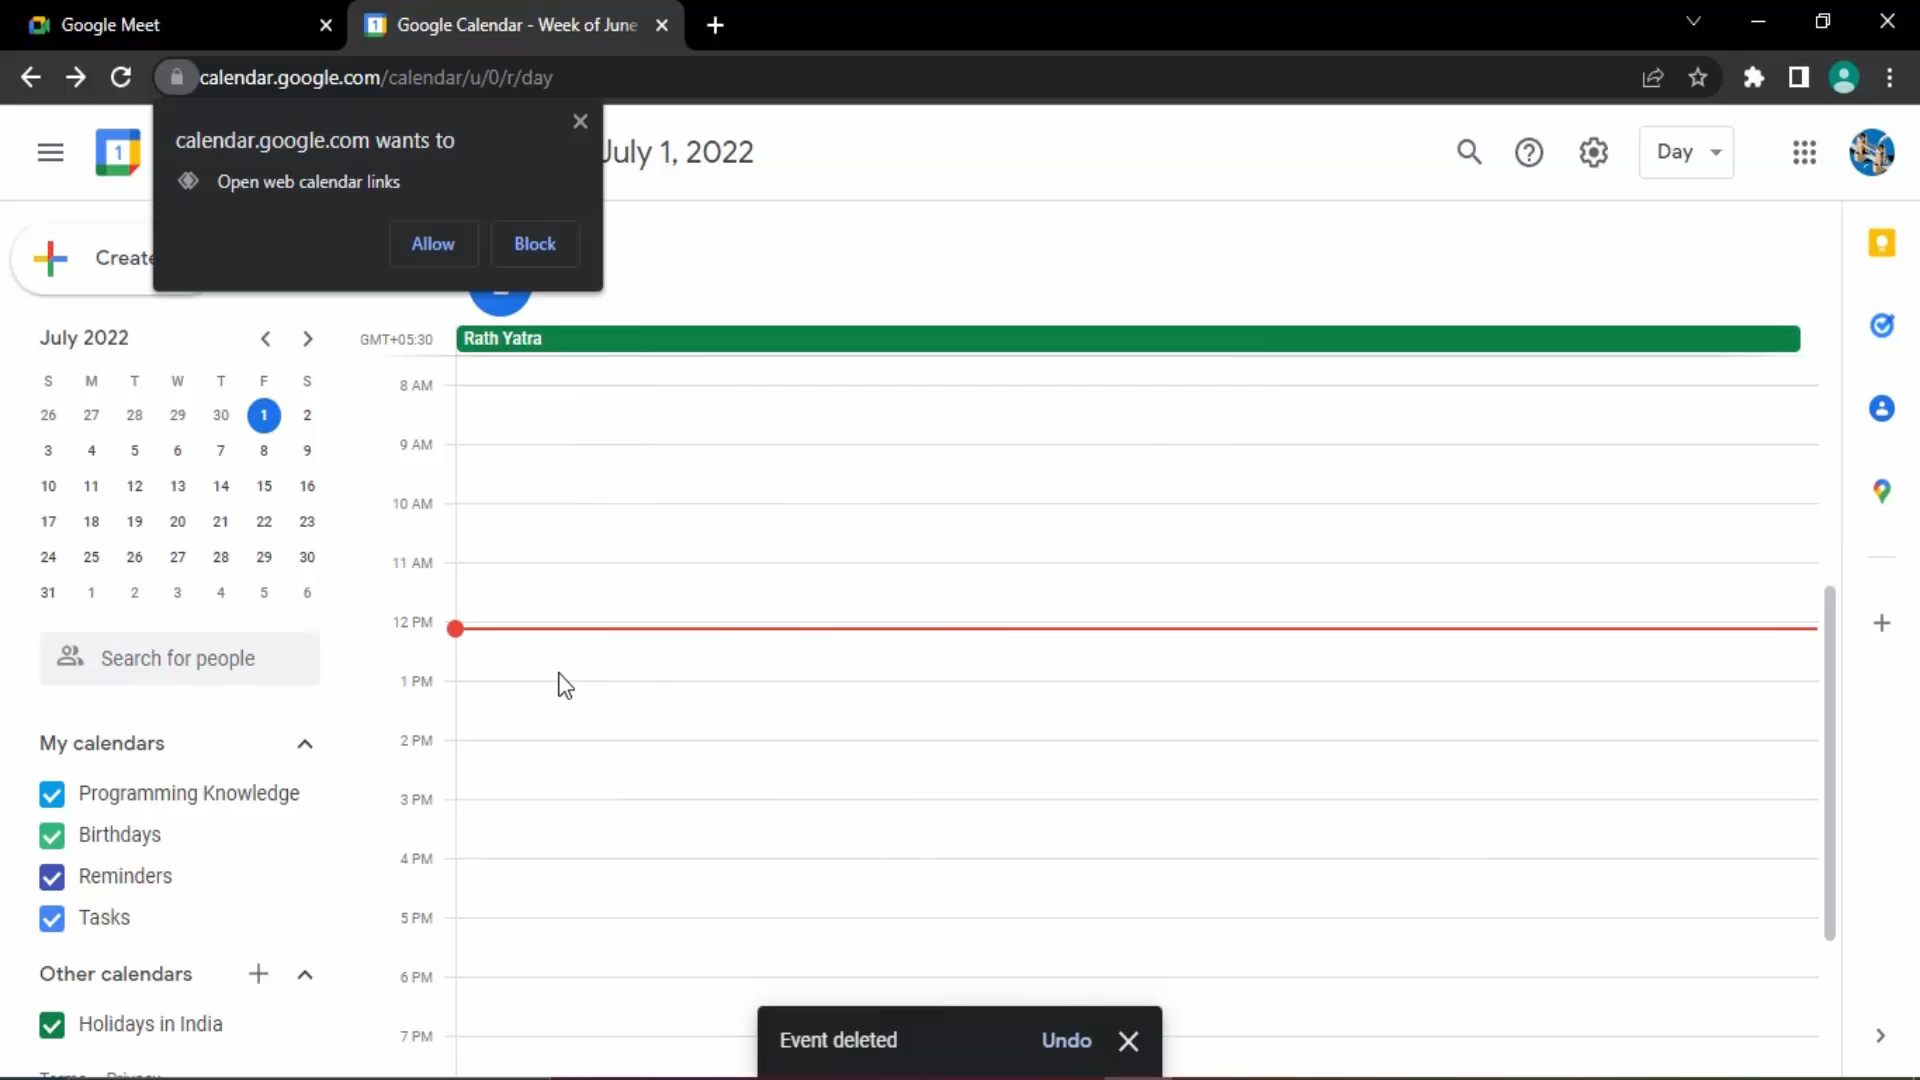 Google Meet
Google Calendar - Week of June
calendar.google.com/calendar/u/0/r/day
calendar.google.com wants to
Open web calendar links
Allow Block
1
July 1, 2022
Day
Create
July 2022
S M T W T F S
26 27 28 29 30 1 2
3 4 5 6 7 8 9
10 11 12 13 14 15 16
17 18 19 20 21 22 23
24 25 26 27 28 29 30
31 1 2 3 4 5 6
Search for people
My calendars
Programming Knowledge
Birthdays
Reminders
Tasks
Other calendars
Holidays in India
GMT+05:30
Rath Yatra
8 AM
9 AM
10 AM
11 AM
12 PM
1 PM
2 PM
3 PM
4 PM
5 PM
6 PM
7 PM
Event deleted Undo